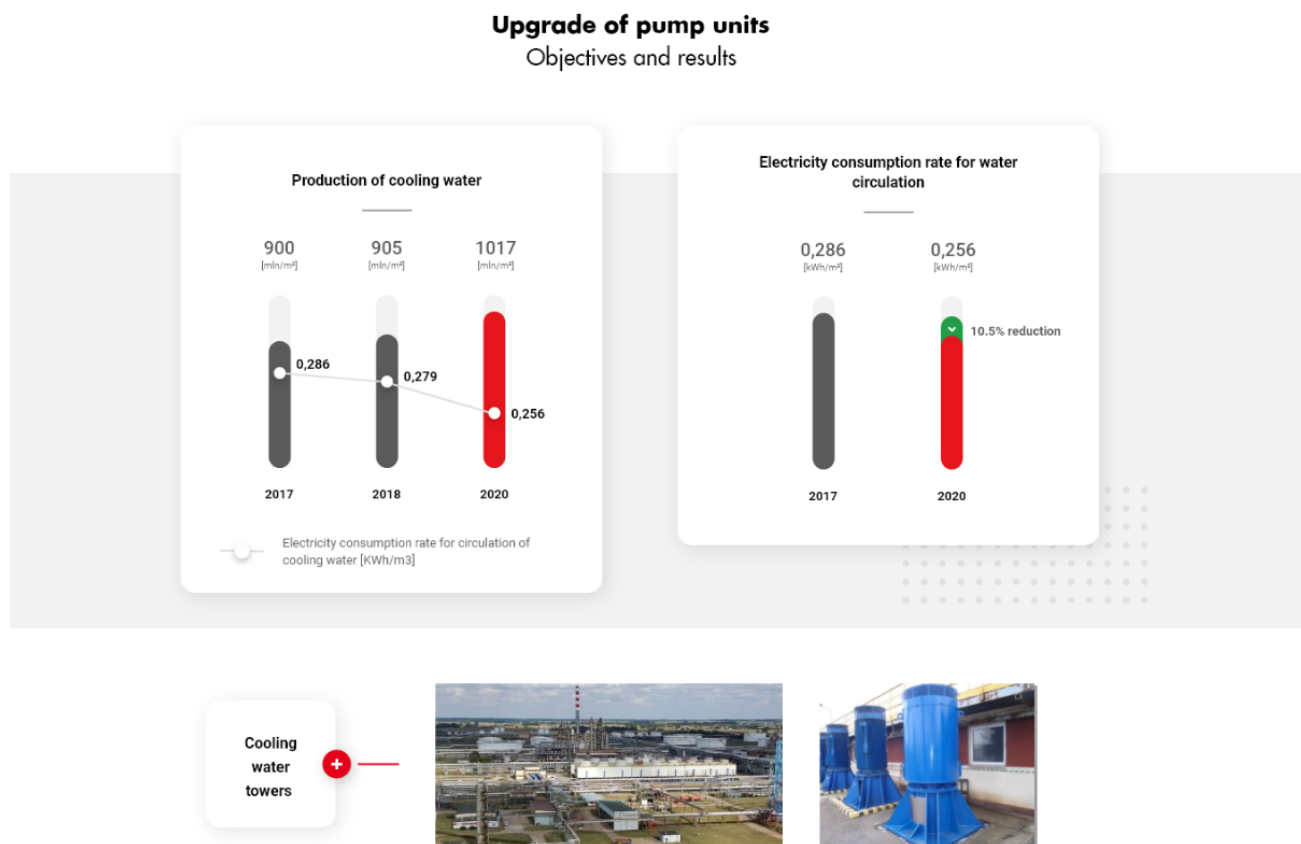 Upgrade of pump units
Objectives and results
Production of cooling water
900
[mln/m³]
905
[mln/m³]
1017
[mln/m³]
0,286
0,279
0,256
2017
2018
2020
Electricity consumption rate for circulation of
cooling water [KWh/m3]
Electricity consumption rate for water
circulation
0,286
[kWh/m³]
0,256
[kWh/m³]
10.5% reduction
2017
2020
Cooling
water
towers